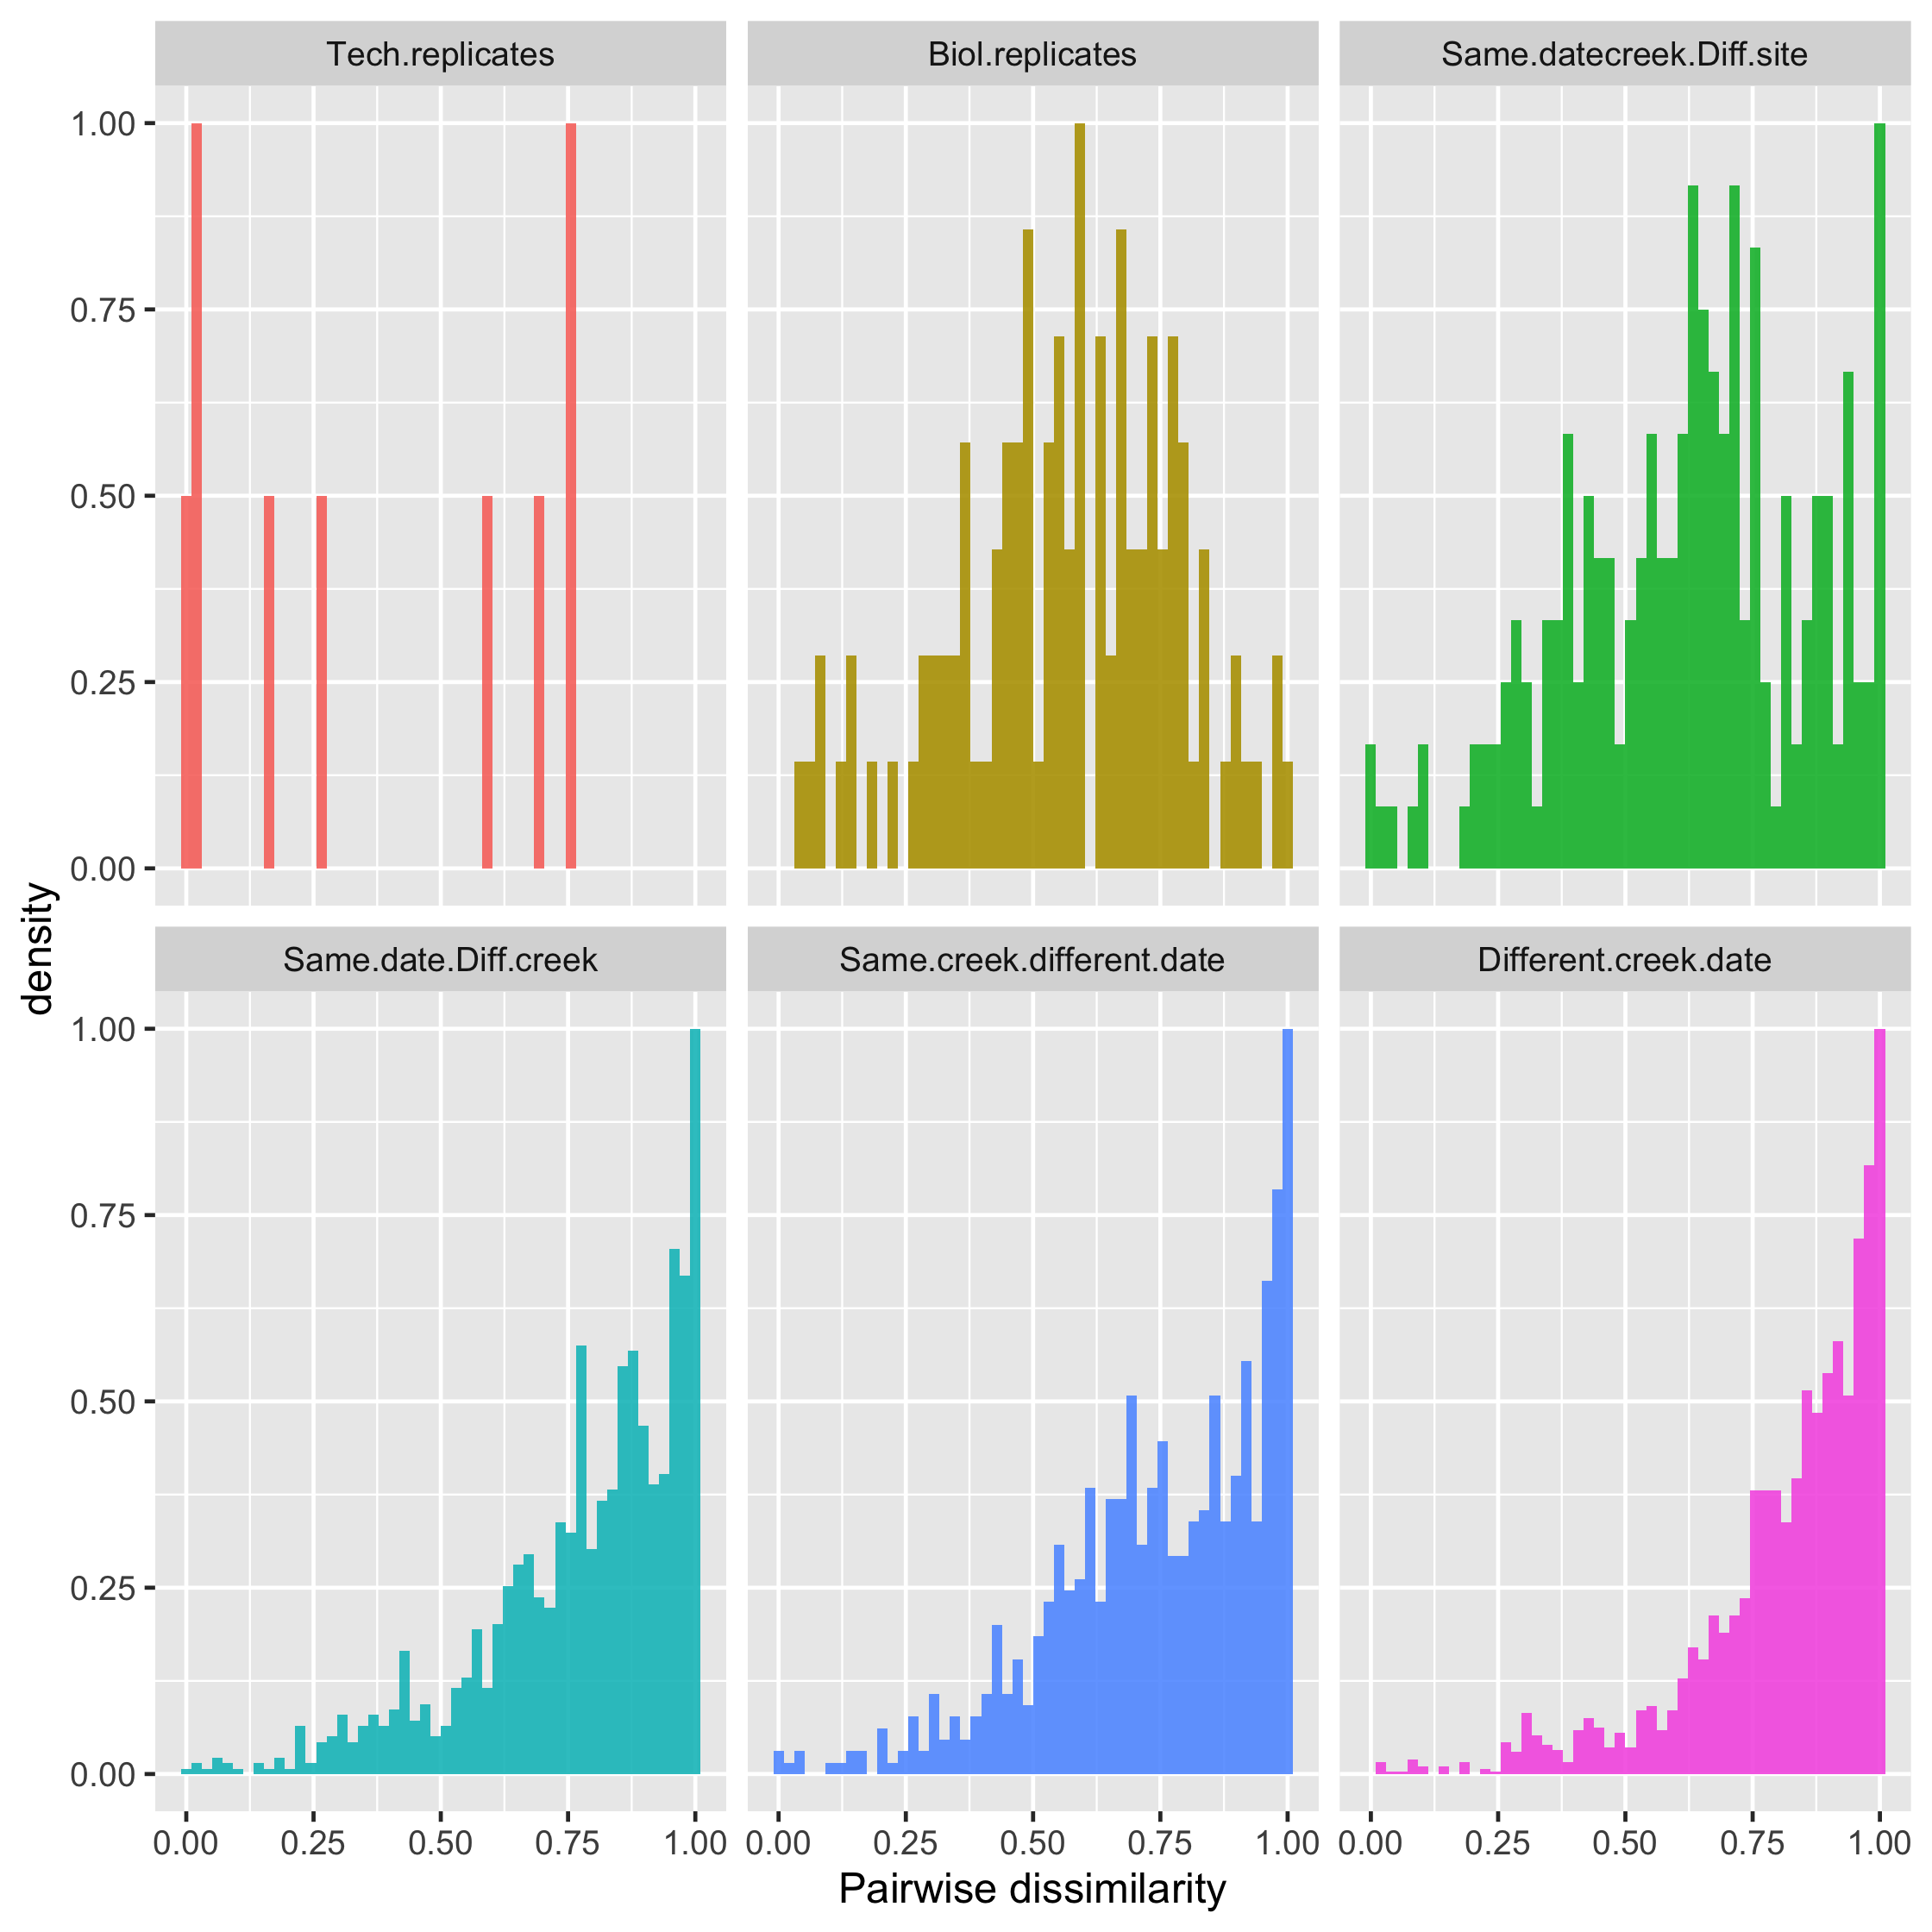 Tech.replicates
Biol.replicates
Same.datecreek.Diff.site
1.00
0.75
0.50
0.25
0.00
density
Same.date.Diff.creek
Same.creek.different.date
Different.creek.date
1.00
0.75
0.50
0.25
0.00
0.00 0.25 0.50 0.75 1.00
0.00 0.25 0.50 0.75 1.00
0.00 0.25 0.50 0.75 1.00
Pairwise dissimilarity